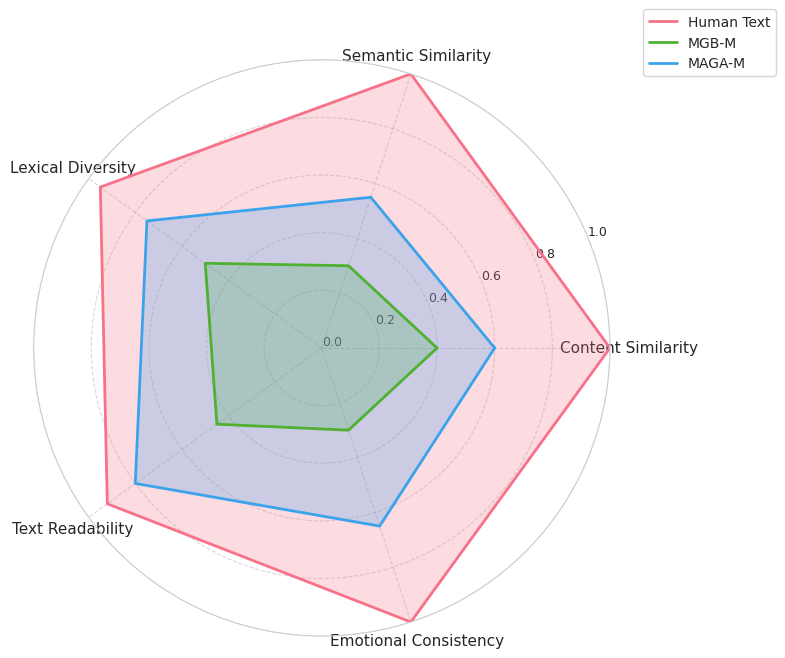 Human Text
MGB-M
MAGA-M
Semantic Similarity
Lexical Diversity
Content Similarity
Text Readability
Emotional Consistency
0.0
0.2
0.4
0.6
0.8
1.0